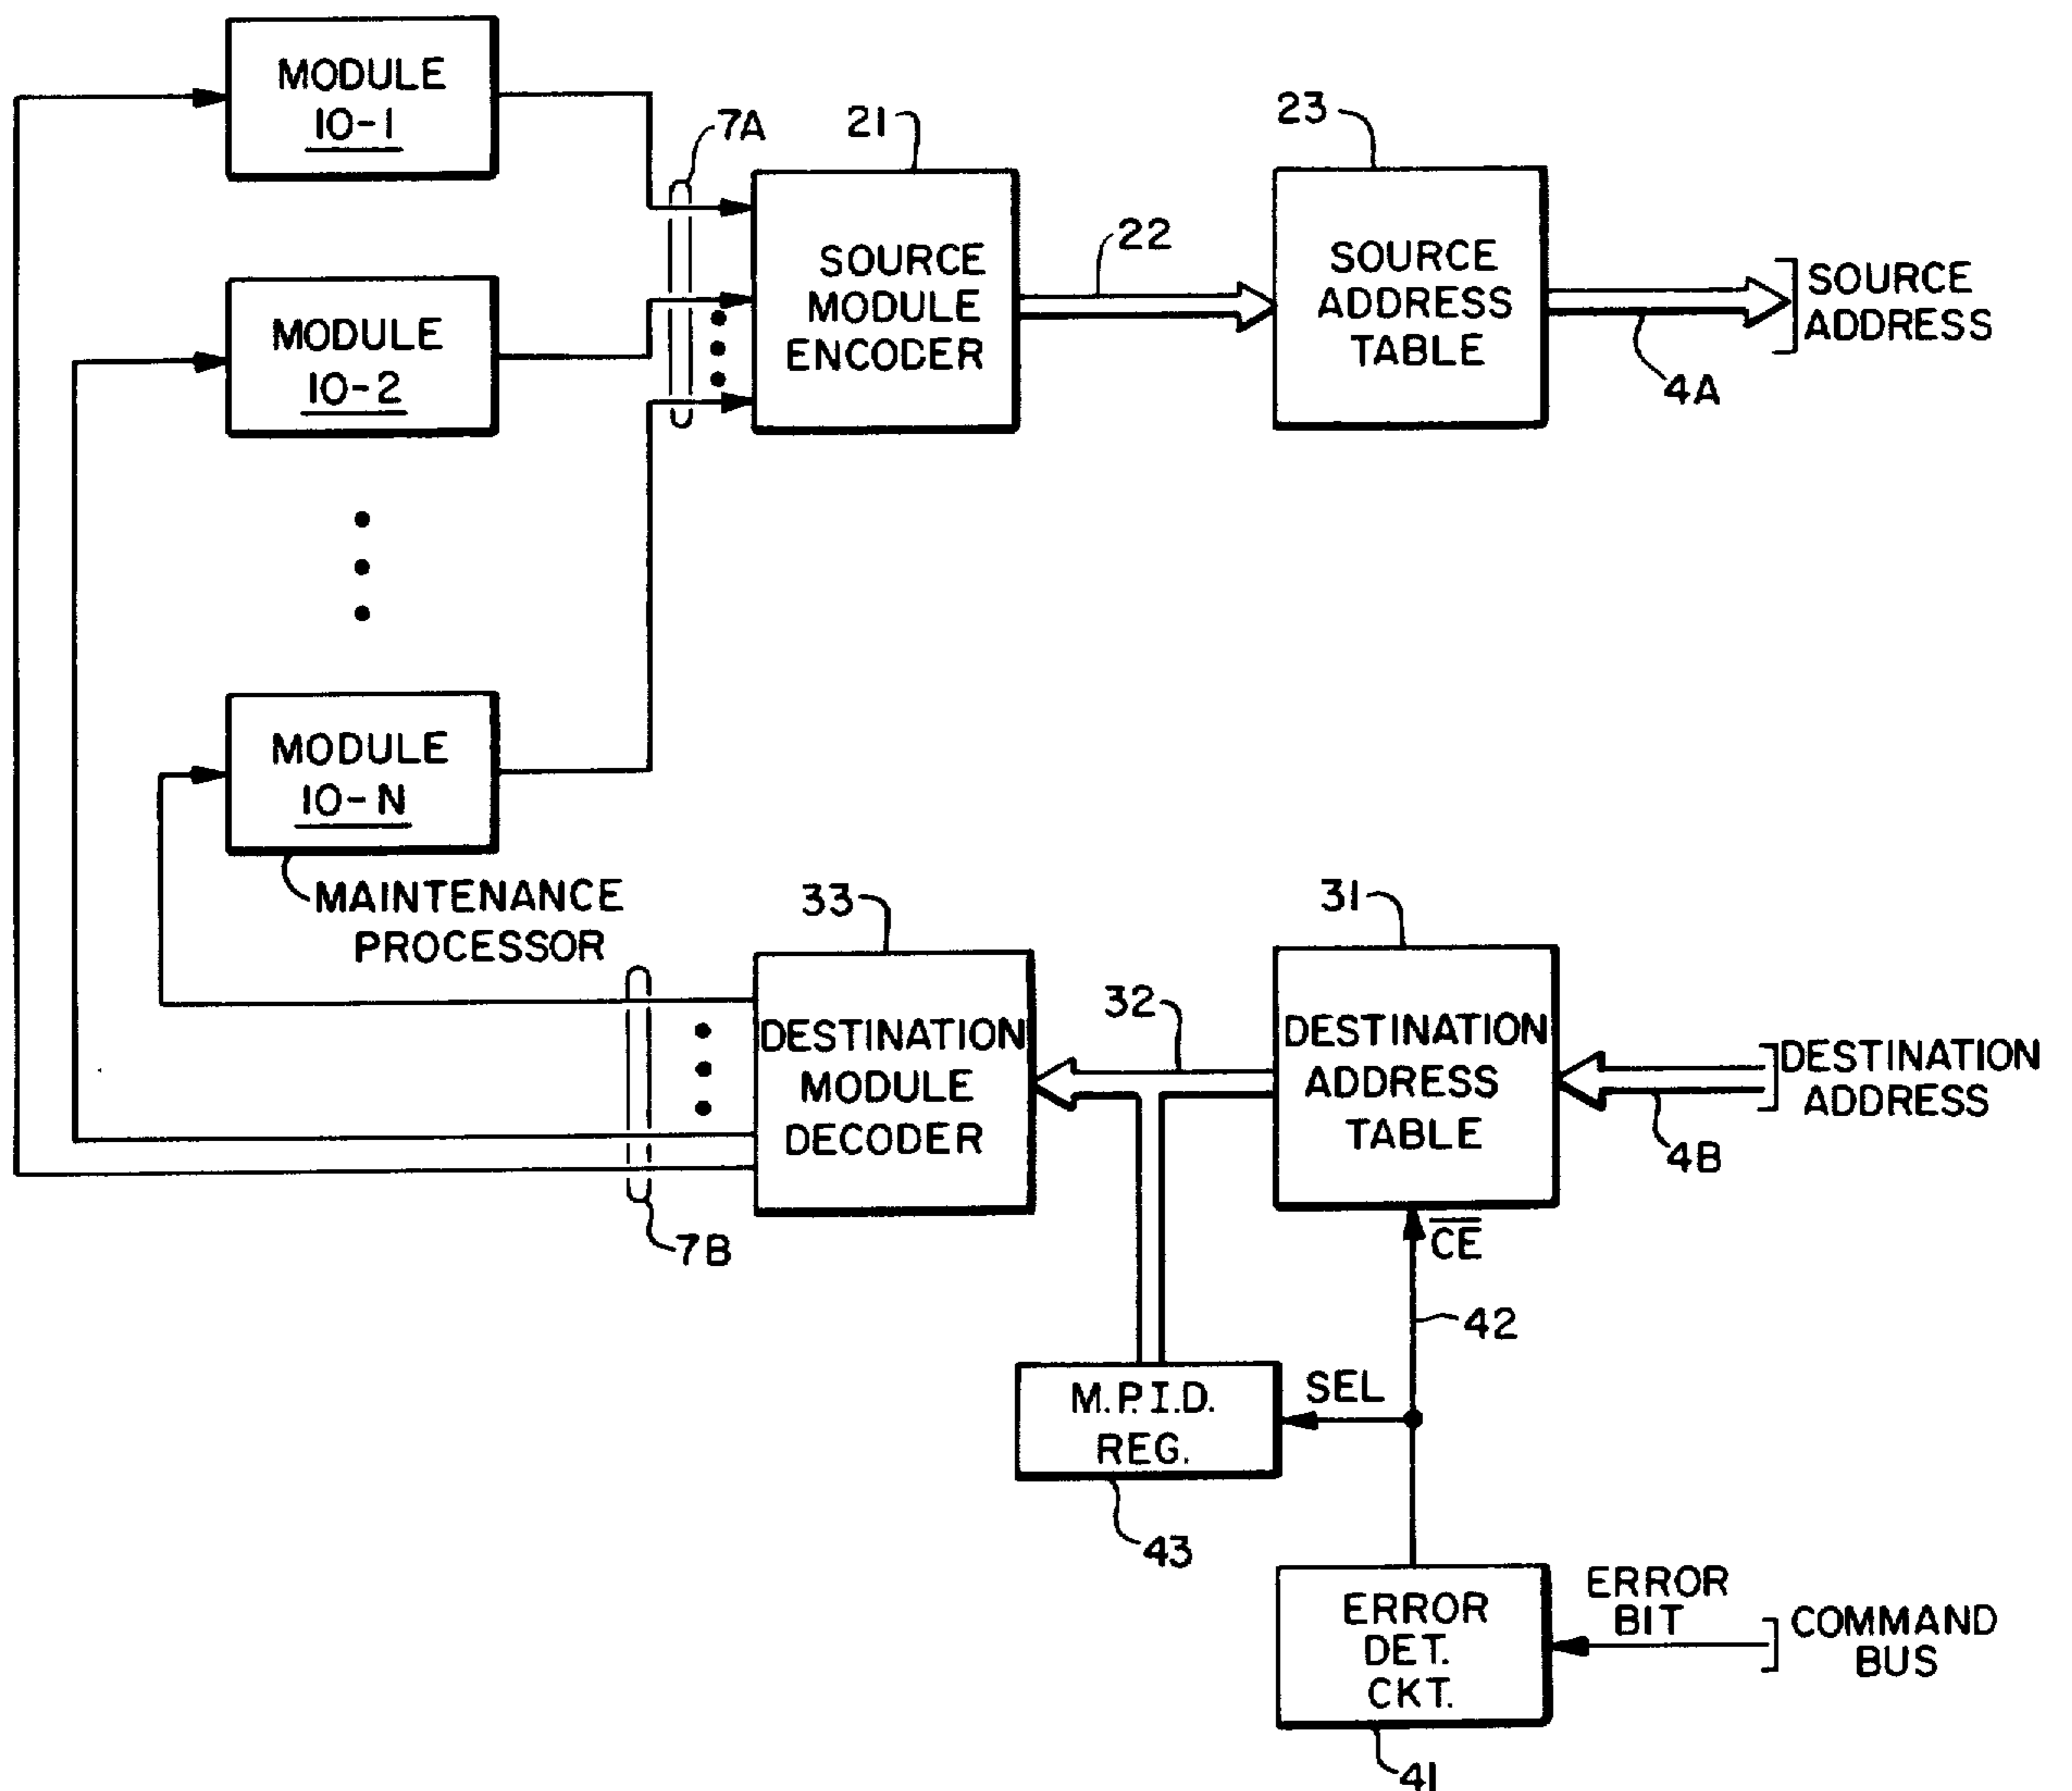 MODULE
10-1
7A
21
23
SOURCE
MODULE
ENCODER
22
SOURCE
ADDRESS
TABLE
SOURCE
ADDRESS
4A
MODULE
10-2
MODULE
10-N
MAINTENANCE
PROCESSOR
33
31
DESTINATION
MODULE
DECODER
32
DESTINATION
ADDRESS
TABLE
DESTINATION
ADDRESS
4B
7B
CE
42
M.P.I.D.
REG.
SEL
43
ERROR
DET.
CKT.
ERROR
BIT
COMMAND
BUS
41